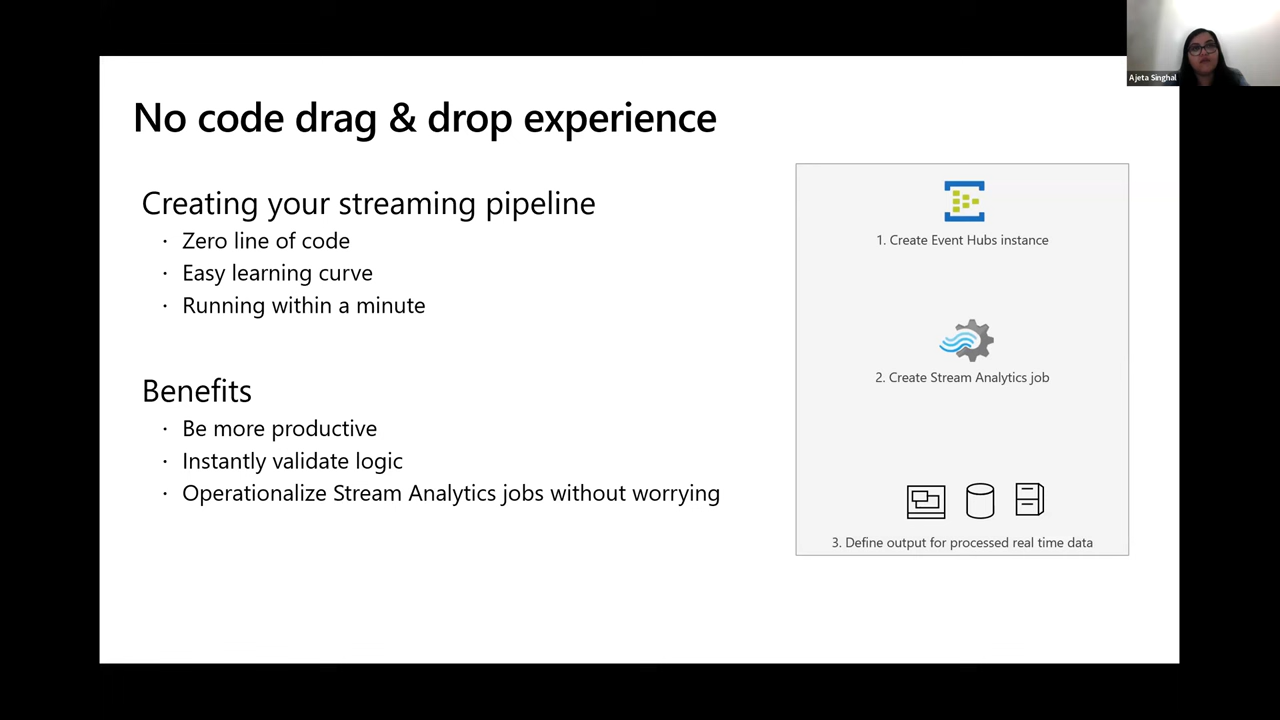 No code drag & drop experience
Creating your streaming pipeline
· Zero line of code
· Easy learning curve
· Running within a minute
Benefits
· Be more productive
· Instantly validate logic
· Operationalize Stream Analytics jobs without worrying
1. Create Event Hubs instance
2. Create Stream Analytics job
3. Define output for processed real time data
Ajeta Singhal